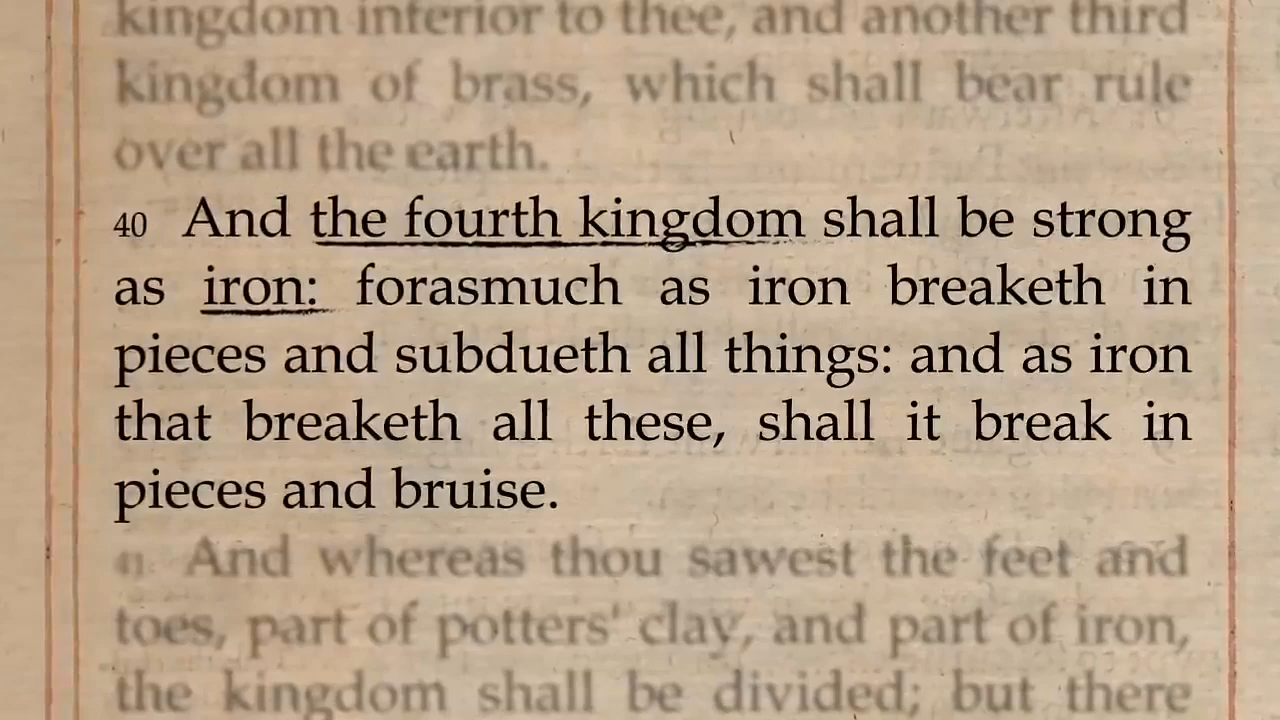 kingdom inferior to thee, and another third
kingdom of brass, which shall bear rule
over all the earth.
40 And the fourth kingdom shall be strong
as iron: forasmuch as iron breaketh in
pieces and subdueth all things: and as iron
that breaketh all these, shall it break in
pieces and bruise.
41 And whereas thou sawest the feet and
toes, part of potters' clay, and part of iron,
the kingdom shall be divided; but there